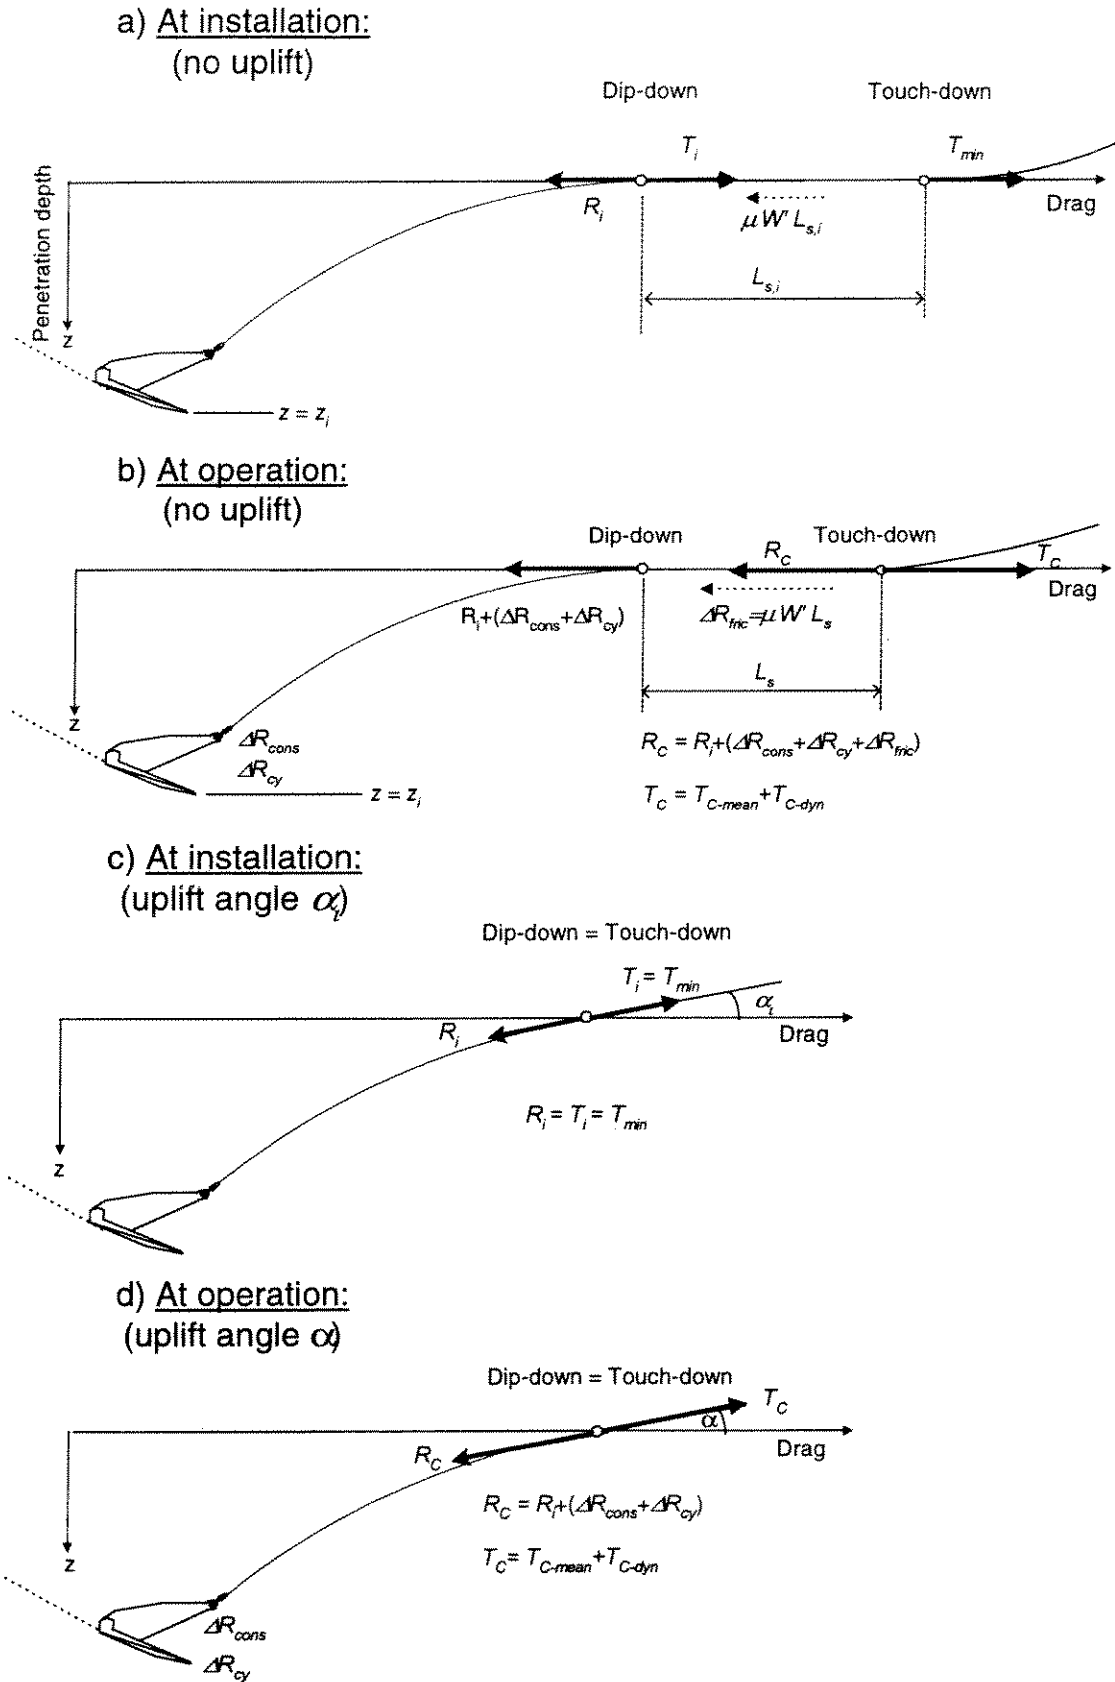 a) At installation:
(no uplift)
Dip-down
Touch-down
T_i
T_min
R_i
μW' L_s,i
Drag
L_s,i
Penetration depth
z
z = z_i
b) At operation:
(no uplift)
Dip-down
R_C
Touch-down
T_C
Drag
R_i+(ΔR_cons+ΔR_cy)
ΔR_fric=μW' L_s
L_s
z
ΔR_cons
ΔR_cy
z = z_i
R_C = R_i+(ΔR_cons+ΔR_cy+ΔR_fric)
T_C = T_C-mean+T_C-dyn
c) At installation:
(uplift angle α_i)
Dip-down = Touch-down
T_i = T_min
α_i
R_i
Drag
R_i = T_i = T_min
z
d) At operation:
(uplift angle α)
Dip-down = Touch-down
T_C
α
R_C
Drag
R_C = R_i+(ΔR_cons+ΔR_cy)
T_C = T_C-mean+T_C-dyn
z
ΔR_cons
ΔR_cy